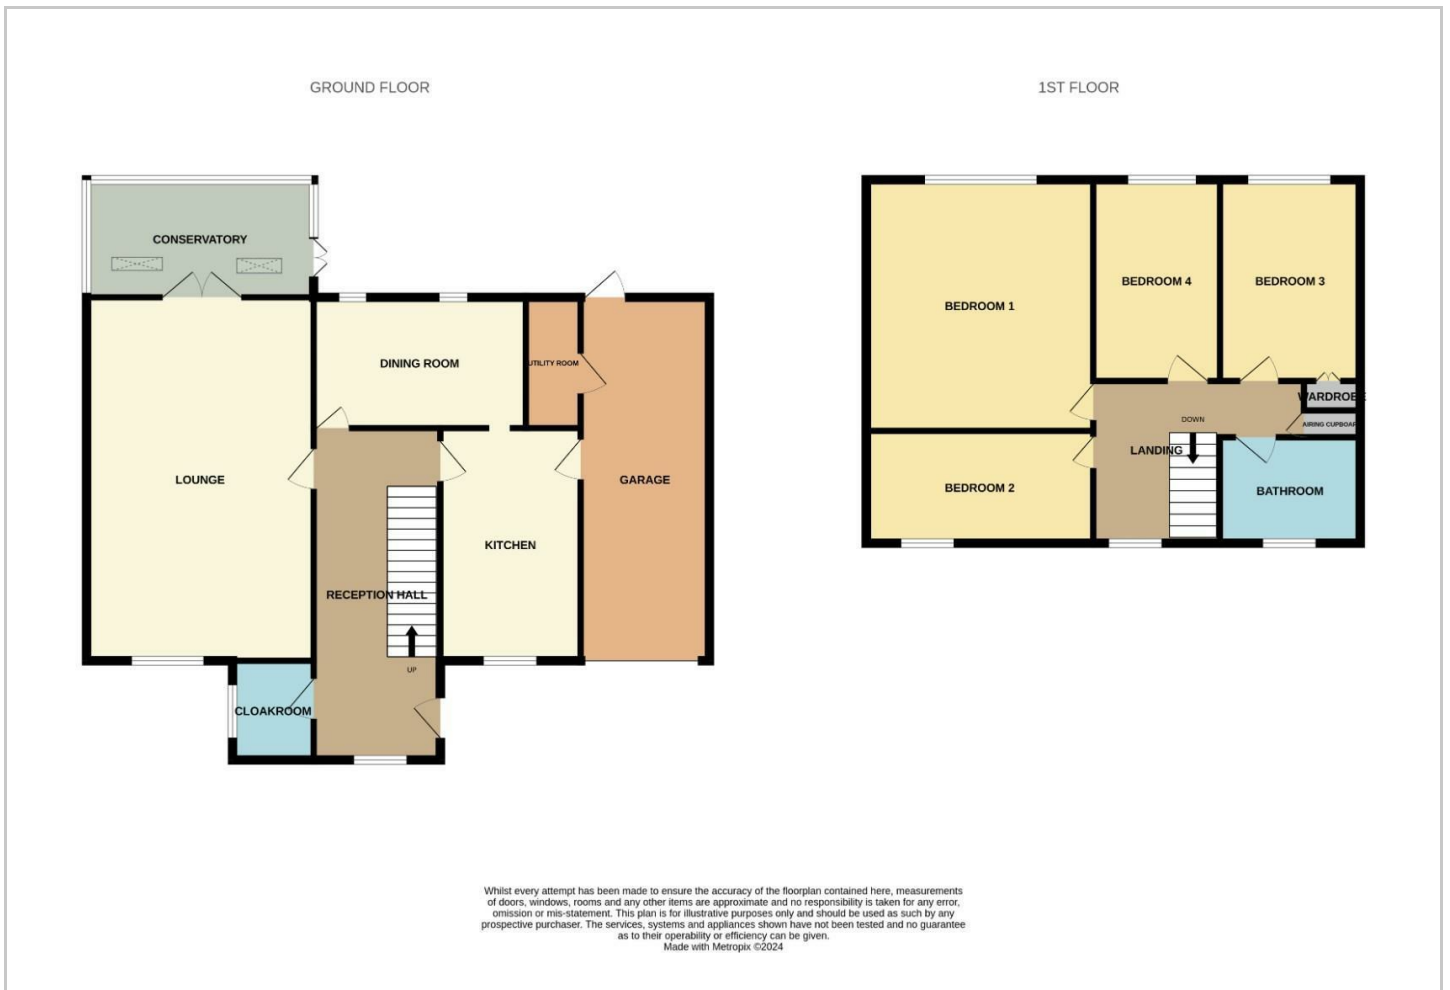 GROUND FLOOR
1ST FLOOR
CONSERVATORY
DINING ROOM
UTILITY ROOM
LOUNGE
GARAGE
KITCHEN
RECEPTION HALL
UP
CLOAKROOM
BEDROOM 1
BEDROOM 4
BEDROOM 3
WARDROBE
DOWN
AIRING CUPBOARD
LANDING
BEDROOM 2
BATHROOM
Whilst every attempt has been made to ensure the accuracy of the floorplan contained here, measurements
of doors, windows, rooms and any other items are approximate and no responsibility is taken for any error,
omission or mis-statement. This plan is for illustrative purposes only and should be used as such by any
prospective purchaser. The services, systems and appliances shown have not been tested and no guarantee
as to their operability or efficiency can be given.
Made with Metropix ©2024